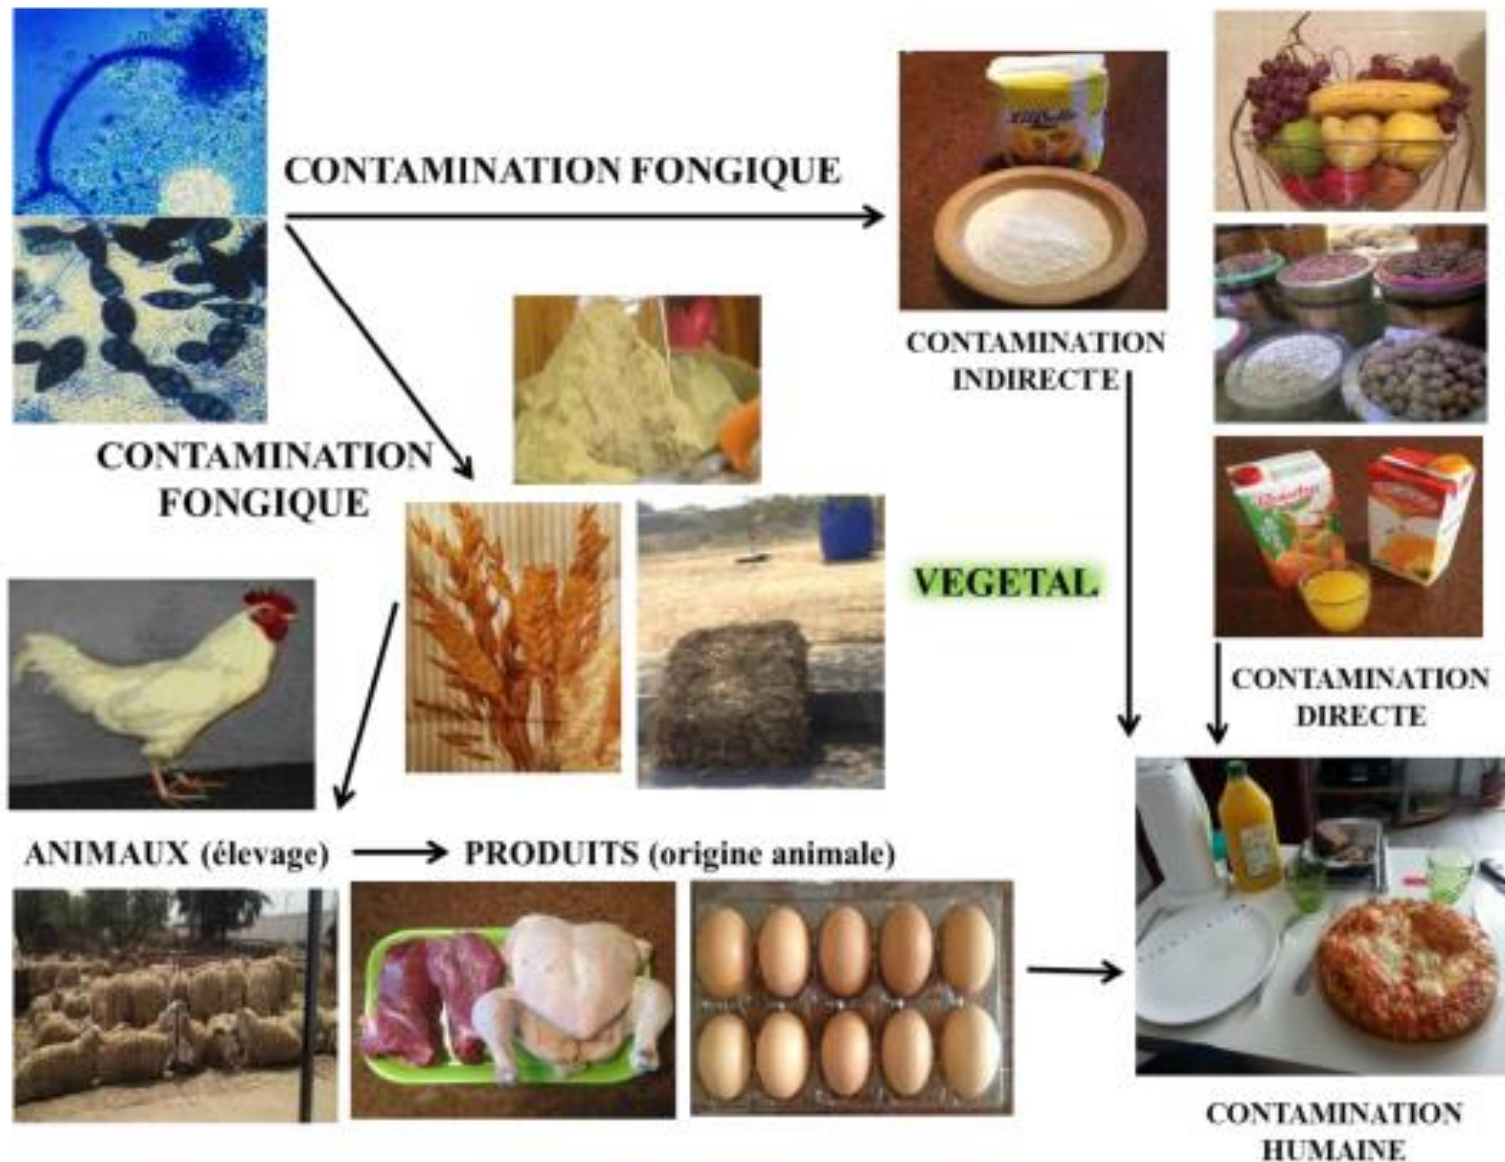 CONTAMINATION FONGIQUE
CONTAMINATION
INDIRECTE
CONTAMINATION
FONGIQUE
VEGETAL
CONTAMINATION
DIRECTE
ANIMAUX (élevage)
PRODUITS (origine animale)
CONTAMINATION
HUMAINE